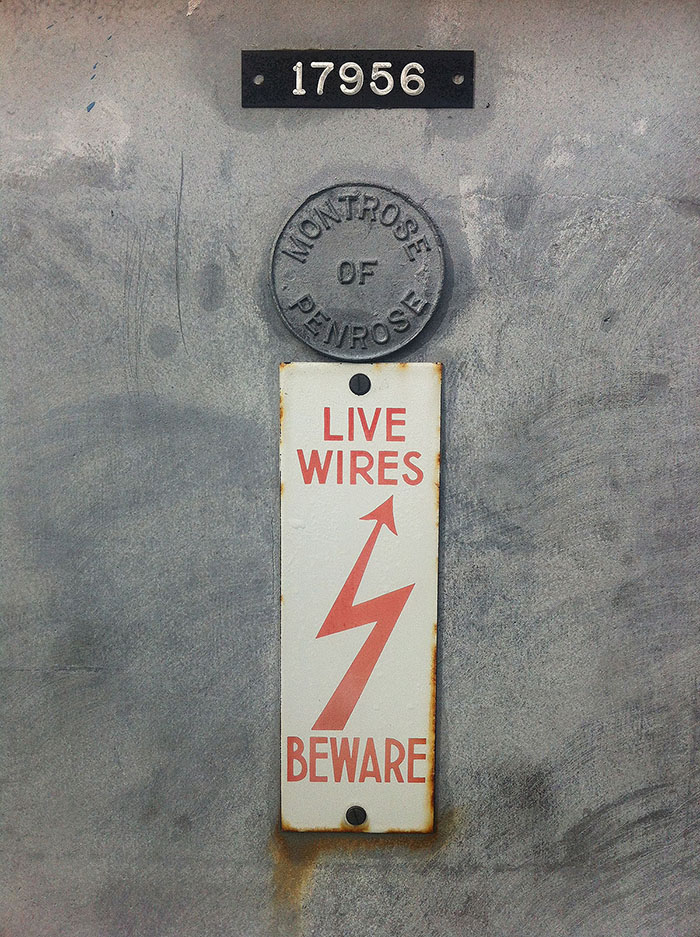 17956
MONTROSE
OF
PENROSE
LIVE
WIRES
BEWARE